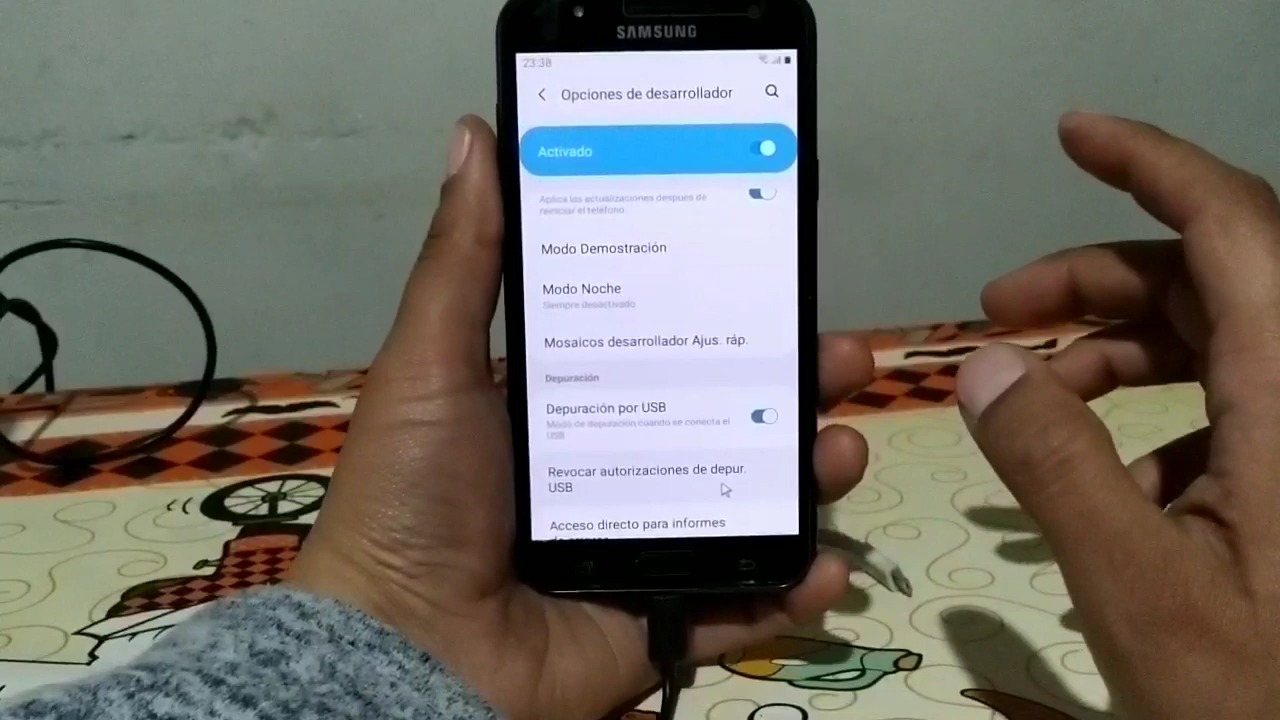 SAMSUNG
23:38
Opciones de desarrollador
Activado
Aplica las actualizaciones después de
reiniciar el teléfono.
Modo Demostración
Modo Noche
Siempre desactivado
Mosaicos desarrollador Ajus. ráp.
Depuración
Depuración por USB
Modo de depuración cuando se conecta el
USB
Revocar autorizaciones de depur.
USB
Acceso directo para informes